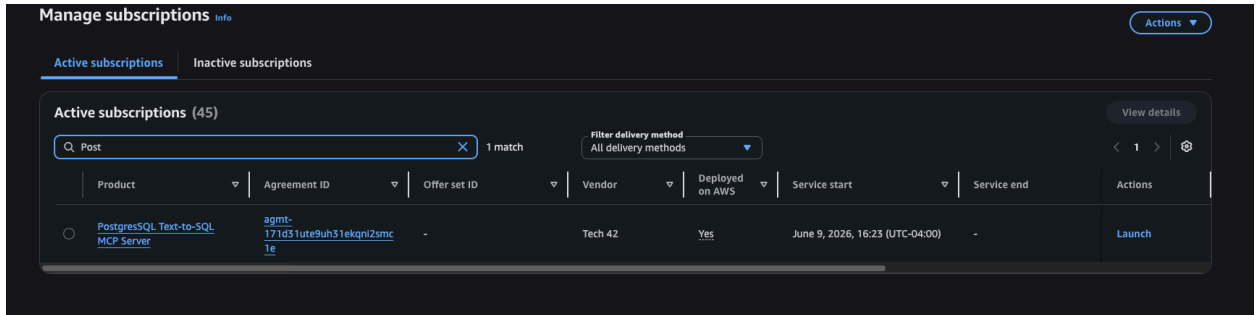 Manage subscriptions Info
Actions
Active subscriptions
Inactive subscriptions
Active subscriptions (45)
View details
Post
1 match
Filter delivery method
All delivery methods
1
Product
Agreement ID
Offer set ID
Vendor
Deployed
on AWS
Service start
Service end
Actions
PostgresSQL Text-to-SQL
MCP Server
agmt-
171d31ute9uh31ekqnl2smc
1e
-
Tech 42
Yes
June 9, 2026, 16:23 (UTC-04:00)
-
Launch